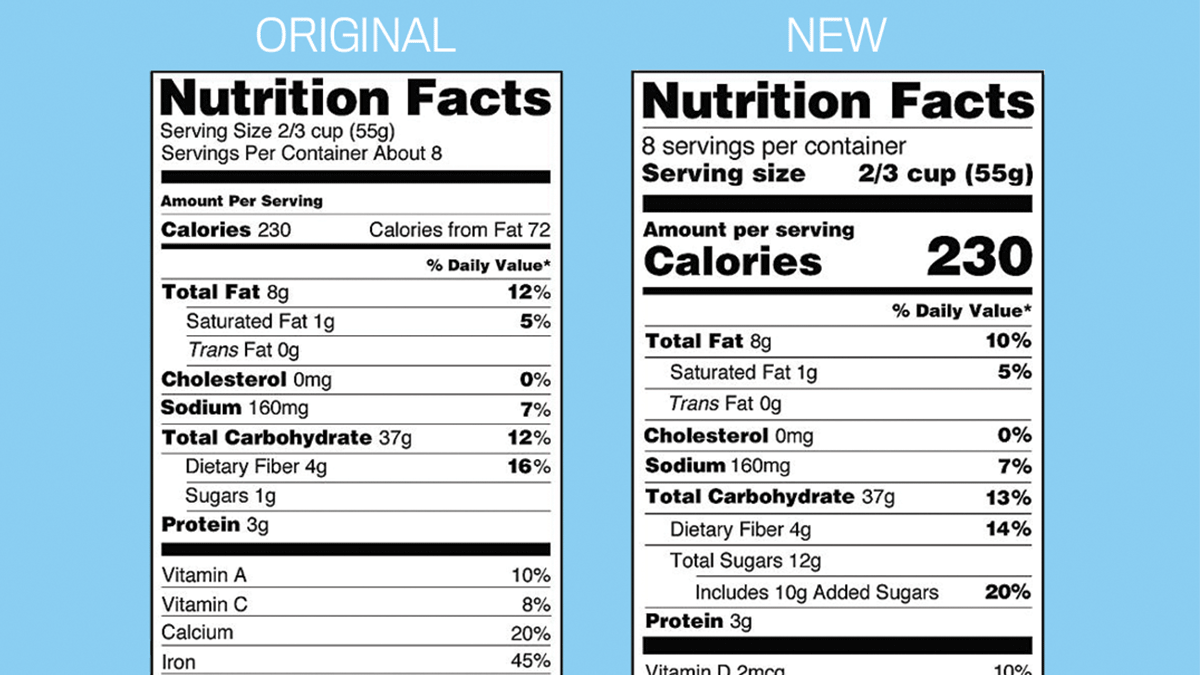 ORIGINAL
Nutrition Facts
Serving Size 2/3 cup (55g)
Servings Per Container About 8
Amount Per Serving
Calories 230 Calories from Fat 72
% Daily Value*
Total Fat 8g 12%
Saturated Fat 1g 5%
Trans Fat 0g
Cholesterol 0mg 0%
Sodium 160mg 7%
Total Carbohydrate 37g 12%
Dietary Fiber 4g 16%
Sugars 1g
Protein 3g
Vitamin A 10%
Vitamin C 8%
Calcium 20%
Iron 45%
NEW
Nutrition Facts
8 servings per container
Serving size 2/3 cup (55g)
Amount per serving
Calories 230
% Daily Value*
Total Fat 8g 10%
Saturated Fat 1g 5%
Trans Fat 0g
Cholesterol 0mg 0%
Sodium 160mg 7%
Total Carbohydrate 37g 13%
Dietary Fiber 4g 14%
Total Sugars 12g
Includes 10g Added Sugars 20%
Protein 3g
Vitamin D 2mcg 10%